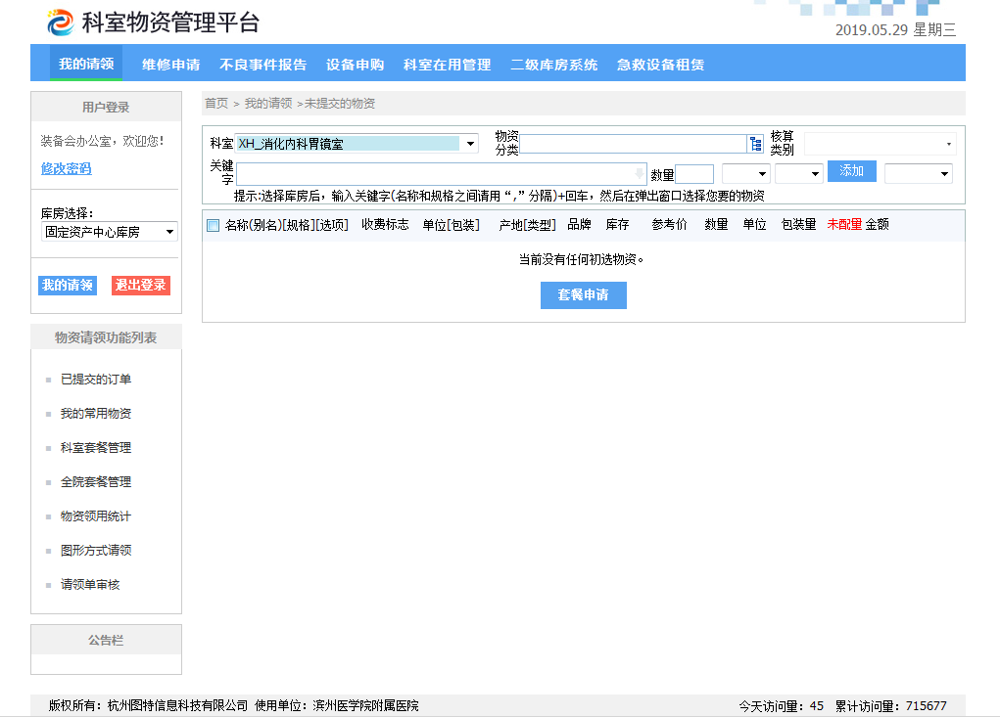 科室物资管理平台
2019.05.29 星期三
我的请领 维修申请 不良事件报告 设备申购 科室在用管理 二级库房系统 急救设备租赁
用户登录
装备会办公室，欢迎您！
修改密码
库房选择：
固定资产中心库房
我的请领 退出登录
物资请领功能列表
已提交的订单
我的常用物资
科室套餐管理
全院套餐管理
物资领用统计
图形方式请领
请领单审核
公告栏
首页 > 我的请领 >未提交的物资
科室 XH_消化内科胃镜室 物资分类 核算类别
关键字 数量 添加
提示:选择库房后，输入关键字(名称和规格之间请用“,”分隔)+回车，然后在弹出窗口选择您要的物资
名称(别名)[规格][选项] 收费标志 单位[包装] 产地[类型] 品牌 库存 参考价 数量 单位 包装量 未配量 金额
当前没有任何初选物资。
套餐申请
版权所有：杭州图特信息科技有限公司 使用单位：滨州医学院附属医院
今天访问量：45 累计访问量：715677